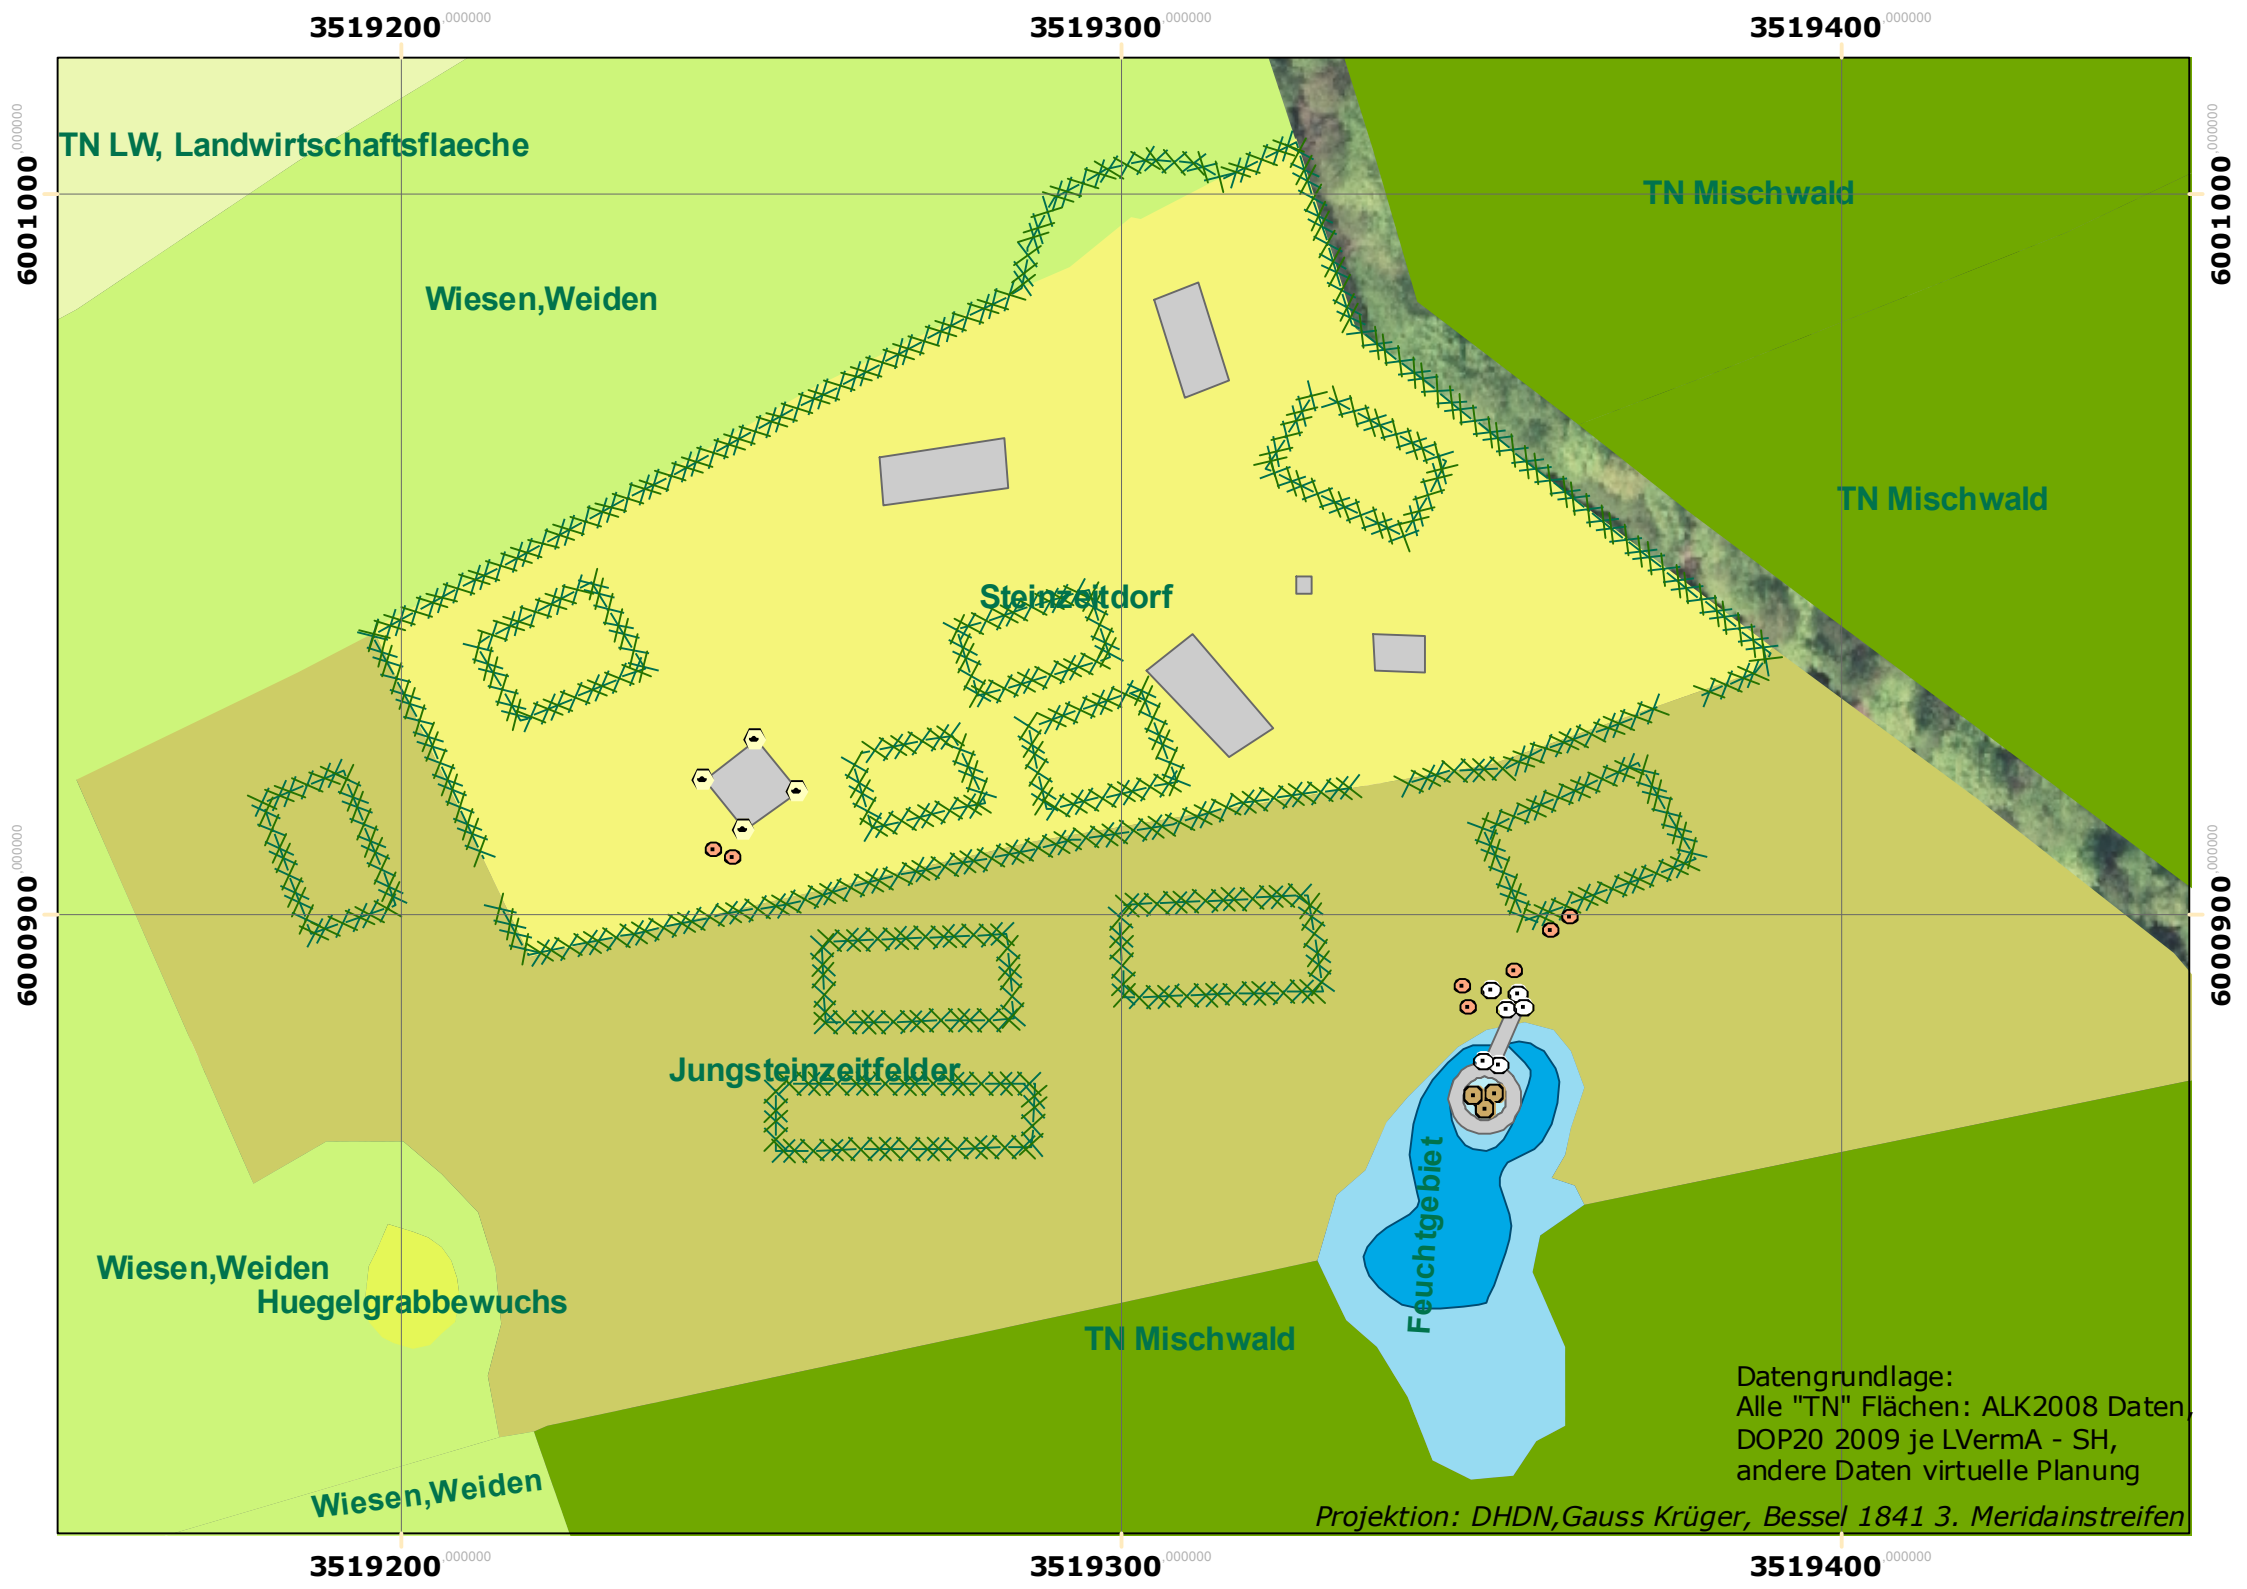 3519200,000000 3519300,000000 3519400,000000
6001000,000000
6001000,000000
TN LW, Landwirtschaftsflaeche
TN Mischwald
Wiesen,Weiden
TN Mischwald
Steinzeitdorf
6000900,000000
6000900,000000
Jungsteinzeitfelder
Feuchtgebiet
Wiesen,Weiden
Huegelgrabbewuchs
TN Mischwald
Wiesen,Weiden
Datengrundlage:
Alle "TN" Flächen: ALK2008 Daten,
DOP20 2009 je LVermA - SH,
andere Daten virtuelle Planung
Projektion: DHDN,Gauss Krüger, Bessel 1841 3. Meridainstreifen
3519200,000000 3519300,000000 3519400,000000